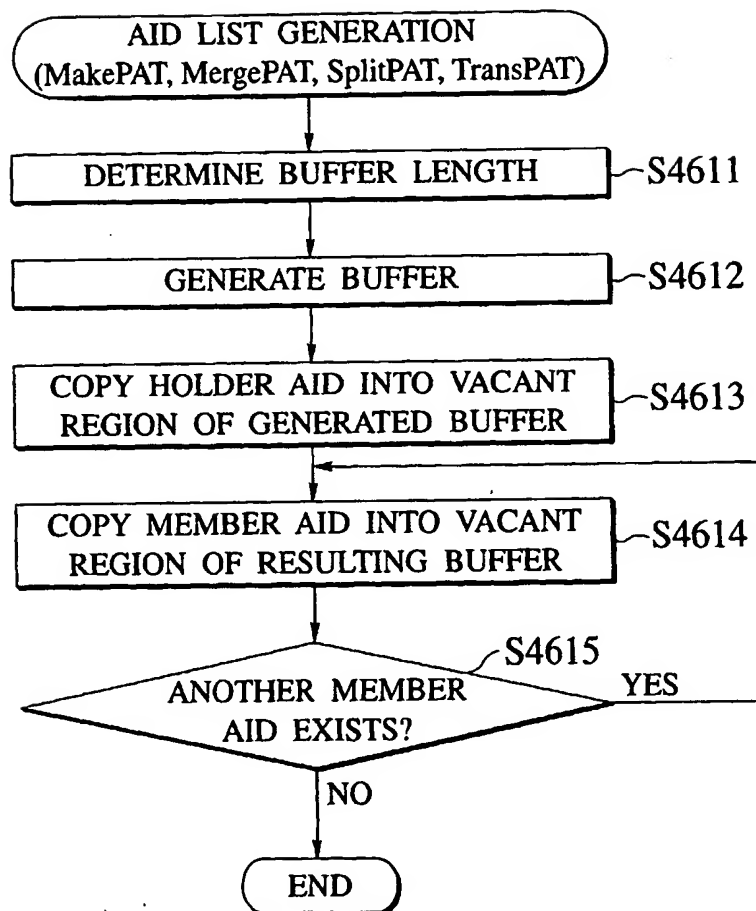 AID LIST GENERATION
(MakePAT, MergePAT, SplitPAT, TransPAT)
DETERMINE BUFFER LENGTH
S4611
GENERATE BUFFER
S4612
COPY HOLDER AID INTO VACANT
REGION OF GENERATED BUFFER
S4613
COPY MEMBER AID INTO VACANT
REGION OF RESULTING BUFFER
S4614
S4615
ANOTHER MEMBER
AID EXISTS?
YES
NO
END